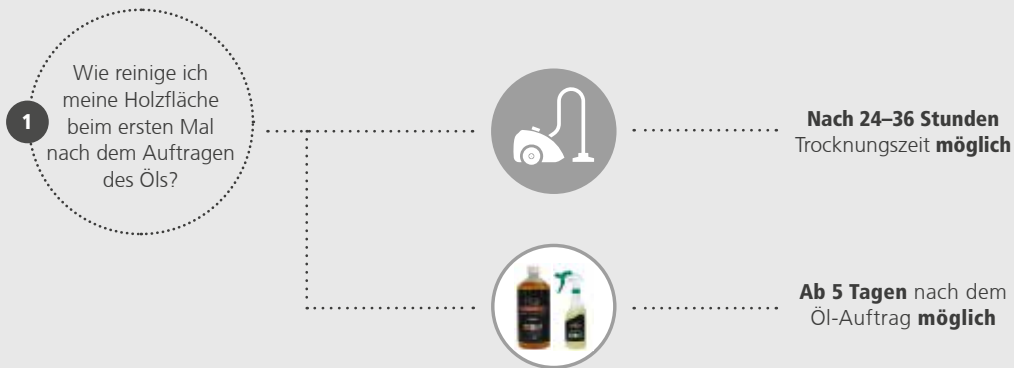 1
Wie reinige ich
meine Holzfläche
beim ersten Mal
nach dem Auftragen
des Öls?
Nach 24–36 Stunden
Trocknungszeit möglich
Ab 5 Tagen nach dem
Öl-Auftrag möglich